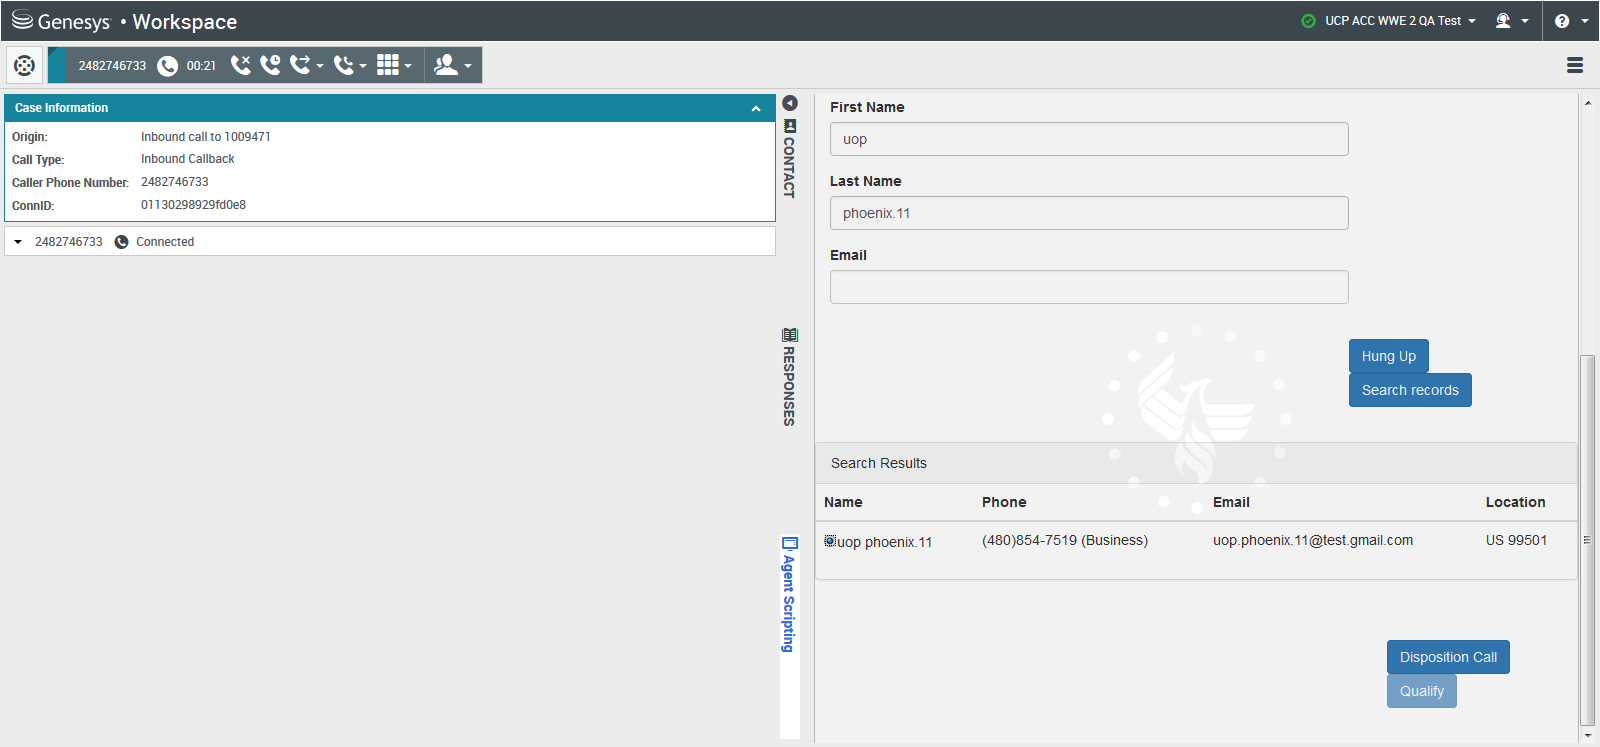 Genesys • Workspace
UCP ACC WWE 2 QA Test
2482746733 00:21
Case Information
Origin: Inbound call to 1009471
Call Type: Inbound Callback
Caller Phone Number: 2482746733
ConnID: 01130298929fd0e8
2482746733 Connected
CONTACT
RESPONSES
Agent Scripting
First Name
uop
Last Name
phoenix.11
Email
Hung Up
Search records
Search Results
Name Phone Email Location
uop phoenix.11 (480)854-7519 (Business) uop.phoenix.11@test.gmail.com US 99501
Disposition Call
Qualify